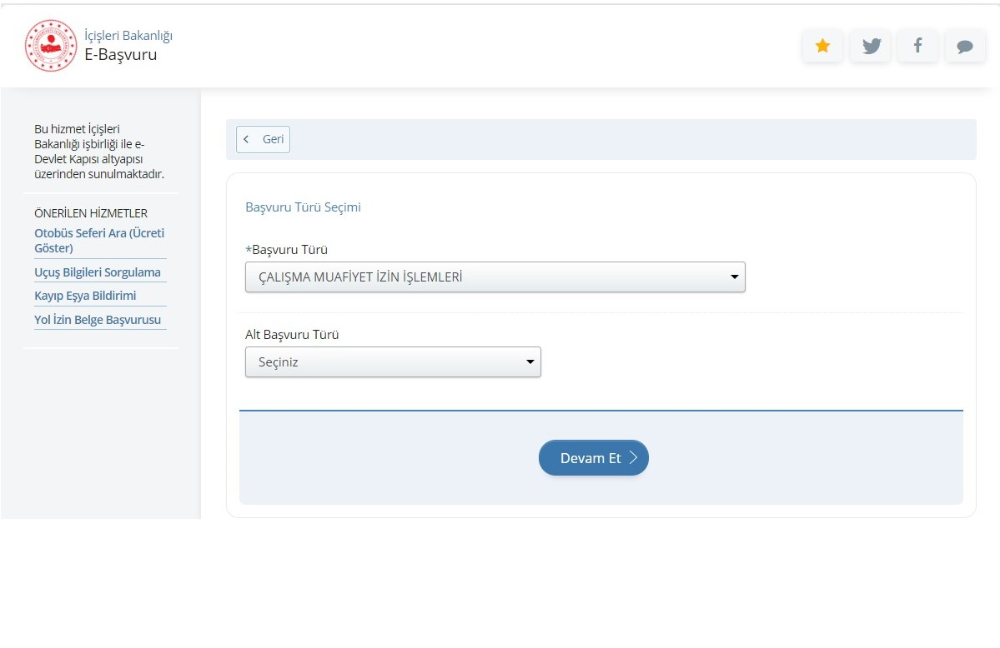 İçişleri Bakanlığı
E-Başvuru
Bu hizmet İçişleri
Bakanlığı işbirliği ile e-
Devlet Kapısı altyapısı
üzerinden sunulmaktadır.
ÖNERİLEN HİZMETLER
Otobüs Seferi Ara (Ücreti
Göster)
Uçuş Bilgileri Sorgulama
Kayıp Eşya Bildirimi
Yol İzin Belge Başvurusu
Geri
Başvuru Türü Seçimi
*Başvuru Türü
ÇALIŞMA MUAFİYET İZİN İŞLEMLERİ
Alt Başvuru Türü
Seçiniz
Devam Et